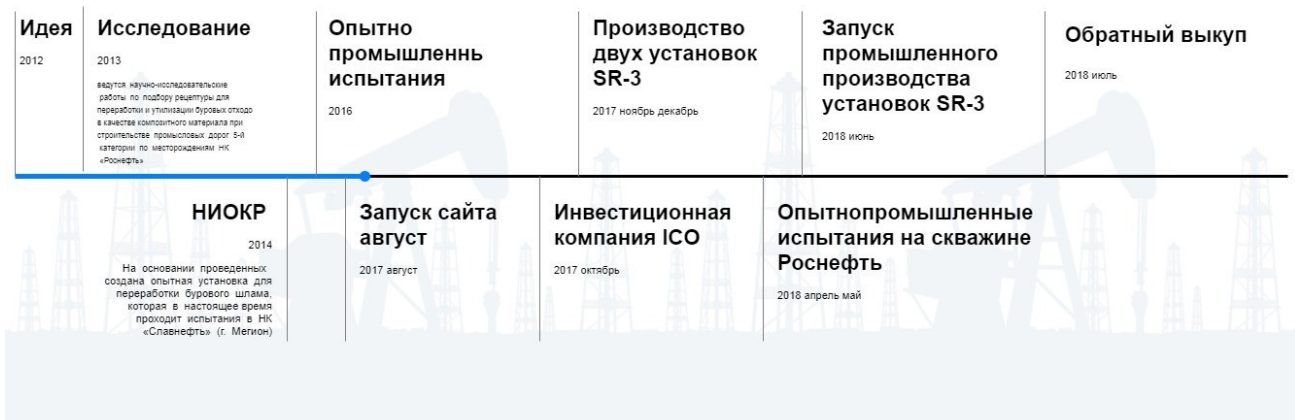 Идея
2012
Исследование
2013
ведутся научно-исследовательские
работы по подбору рецептуры для
переработки и утилизации буровых отходо
в качестве композитного материала при
строительстве промысловых дорог 5-й
категории по месторождениям НК
«Роснефть»
Опытно
промышленнь
испытания
2016
Производство
двух установок
SR-3
2017 ноябрь декабрь
Запуск
промышленного
производства
установок SR-3
2018 июнь
Обратный выкуп
2018 июль
НИОКР
2014
На основании проведенных
создана опытная установка для
переработки бурового шлама,
которая в настоящее время
проходит испытания в НК
«Славнефть» (г. Мегион)
Запуск сайта
август
2017 август
Инвестиционная
компания ICO
2017 октябрь
Опытнопромышленные
испытания на скважине
Роснефть
2018 апрель май